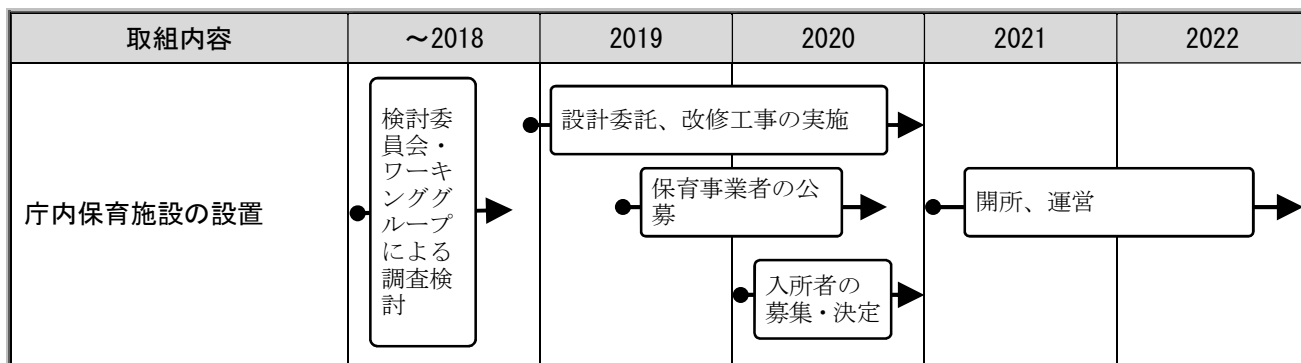 取組内容
～2018
2019
2020
2021
2022
庁内保育施設の設置
検討委
員会・
ワーキ
ンググ
ループ
による
調査検
討
設計委託、改修工事の実施
保育事業者の公
募
入所者の
募集・決定
開所、運営